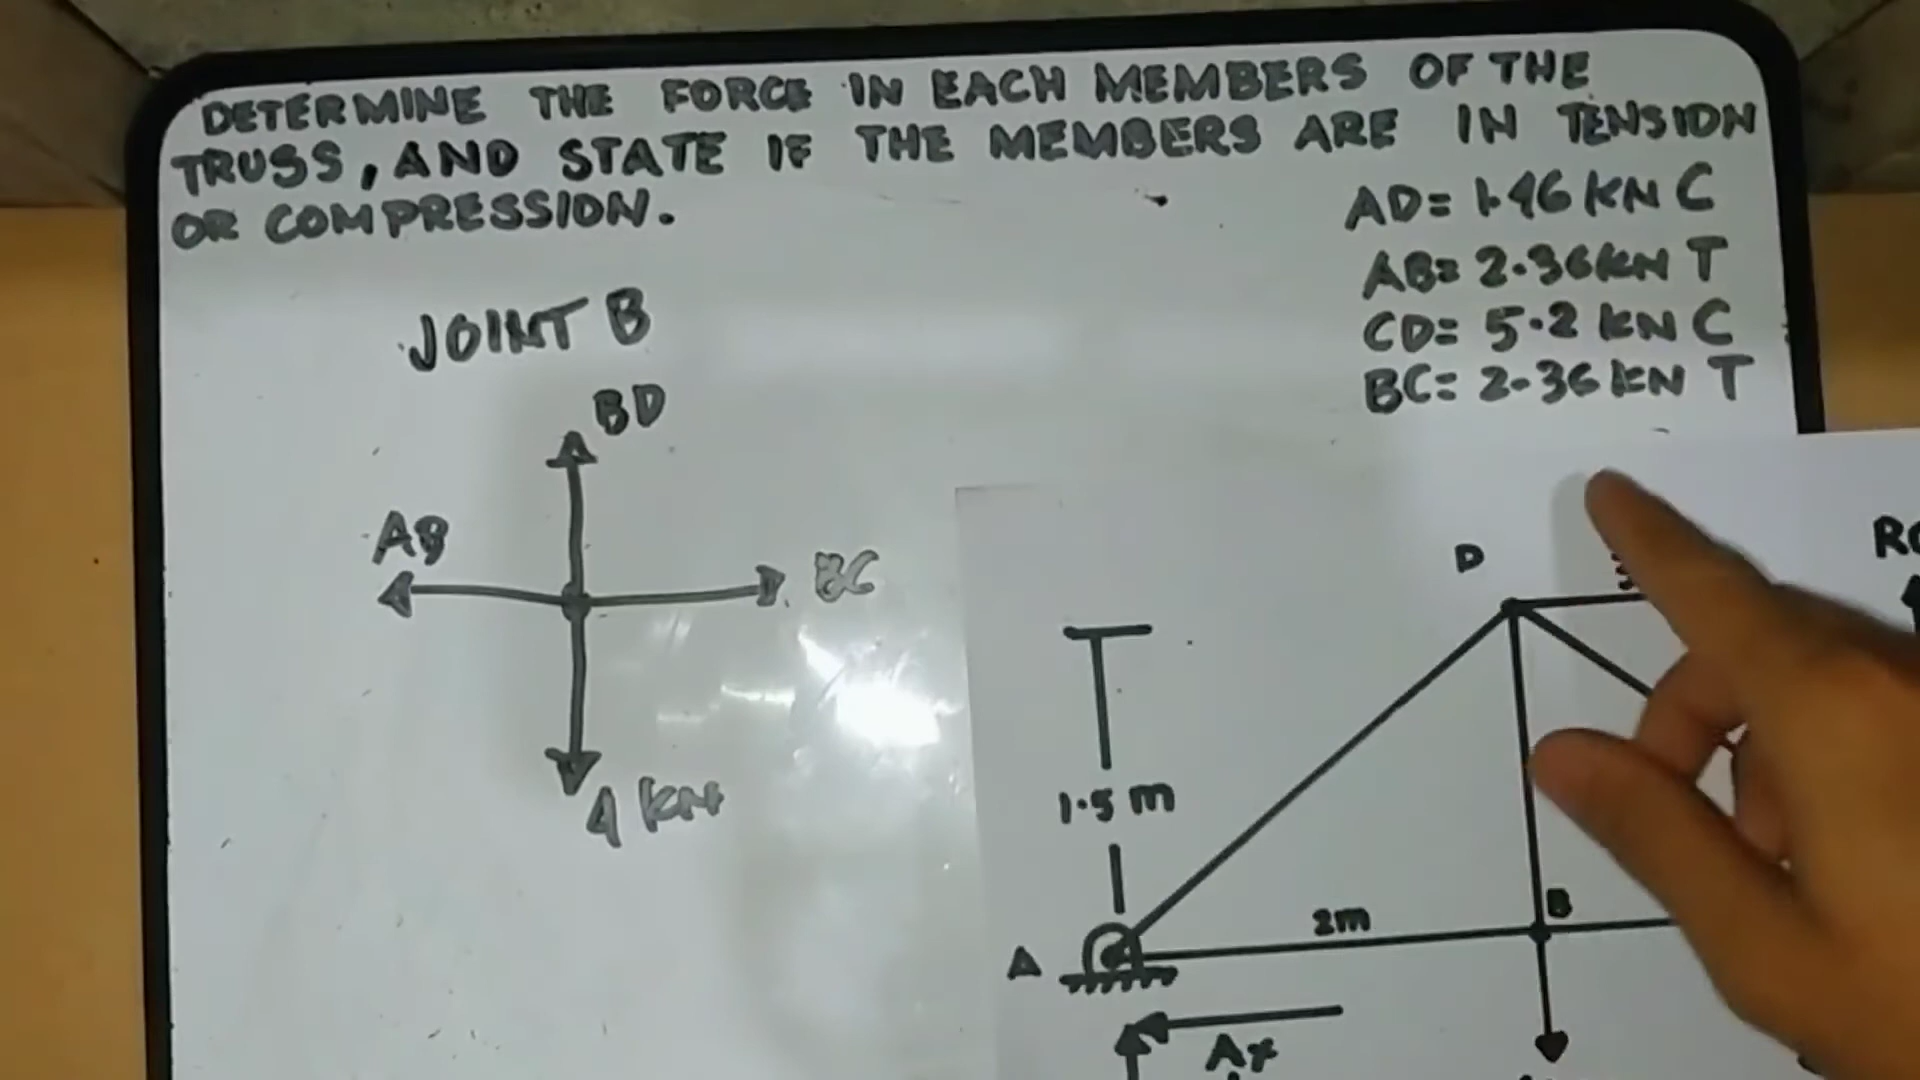 DETERMINE THE FORCE IN EACH MEMBERS OF THE
TRUSS, AND STATE IF THE MEMBERS ARE IN TENSION
OR COMPRESSION.
AD= 1.46 KN C
AB= 2.36 KN T
CD= 5.2 KN C
BC= 2.36 KN T
JOINT B
BD
AB
BC
4 KN
D
1.5 m
2m
B
A
Ax